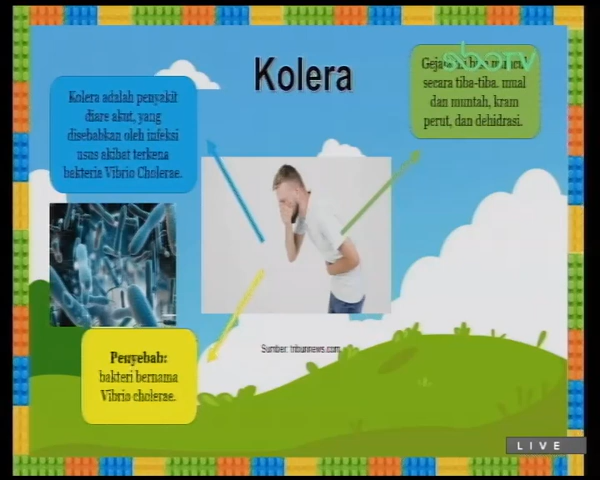 Kolera
Kolera adalah penyakit
diare akut, yang
disebabkan oleh infeksi
usus akibat terkena
bakteria Vibrio Cholerae.
secara tiba-tiba. mual
dan muntah, kram
perut, dan dehidrasi.
Sumber: tribunnews.com
Penyebab:
bakteri bernama
Vibrio cholerae.
LIVE